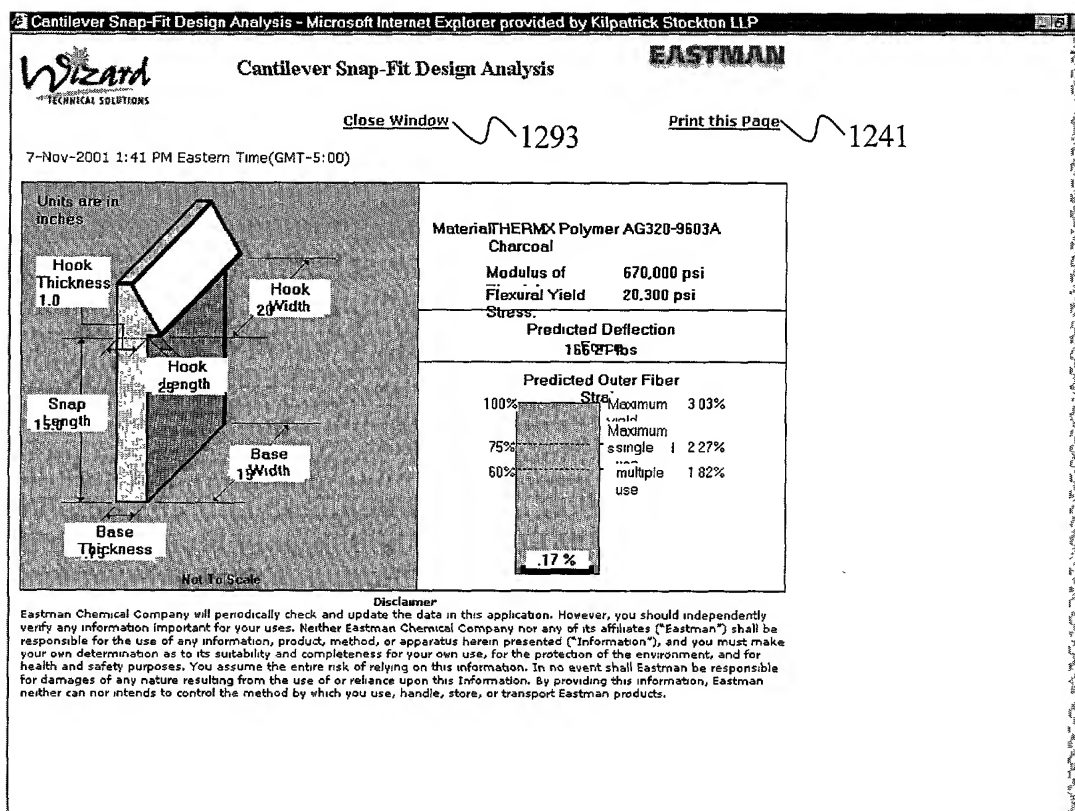 Cantilever Snap-Fit Design Analysis - Microsoft Internet Explorer provided by Kilpatrick Stockton LLP
Wizard
TECHNICAL SOLUTIONS
Cantilever Snap-Fit Design Analysis
EASTMAN
Close Window
1293
Print this Page
1241
7-Nov-2001 1:41 PM Eastern Time(GMT-5:00)
Units are in
inches
Hook
Thickness
1.0
Hook
Width
20
Hook
Length
25
Snap
Length
15.0
Base
Width
15
Base
Thickness
Not To Scale
Material THERMX Polymer AG320-9603A
Charcoal
Modulus of
670,000 psi
Flexural Yield
20,300 psi
Stress:
Predicted Deflection
lbs
Predicted Outer Fiber
100%
Maximum
3 03%
Maximum
75%
single
2 27%
60%
multiple
1 82%
use
.17 %
Disclaimer
Eastman Chemical Company will periodically check and update the data in this application. However, you should independently
verify any information important for your uses. Neither Eastman Chemical Company nor any of its affiliates ("Eastman") shall be
responsible for the use of any information, product, method, or apparatus herein presented ("Information"), and you must make
your own determination as to its suitability and completeness for your own use, for the protection of the environment, and for
health and safety purposes. You assume the entire risk of relying on this information. In no event shall Eastman be responsible
for damages of any nature resulting from the use of or reliance upon this Information. By providing this information, Eastman
neither can nor intends to control the method by which you use, handle, store, or transport Eastman products.